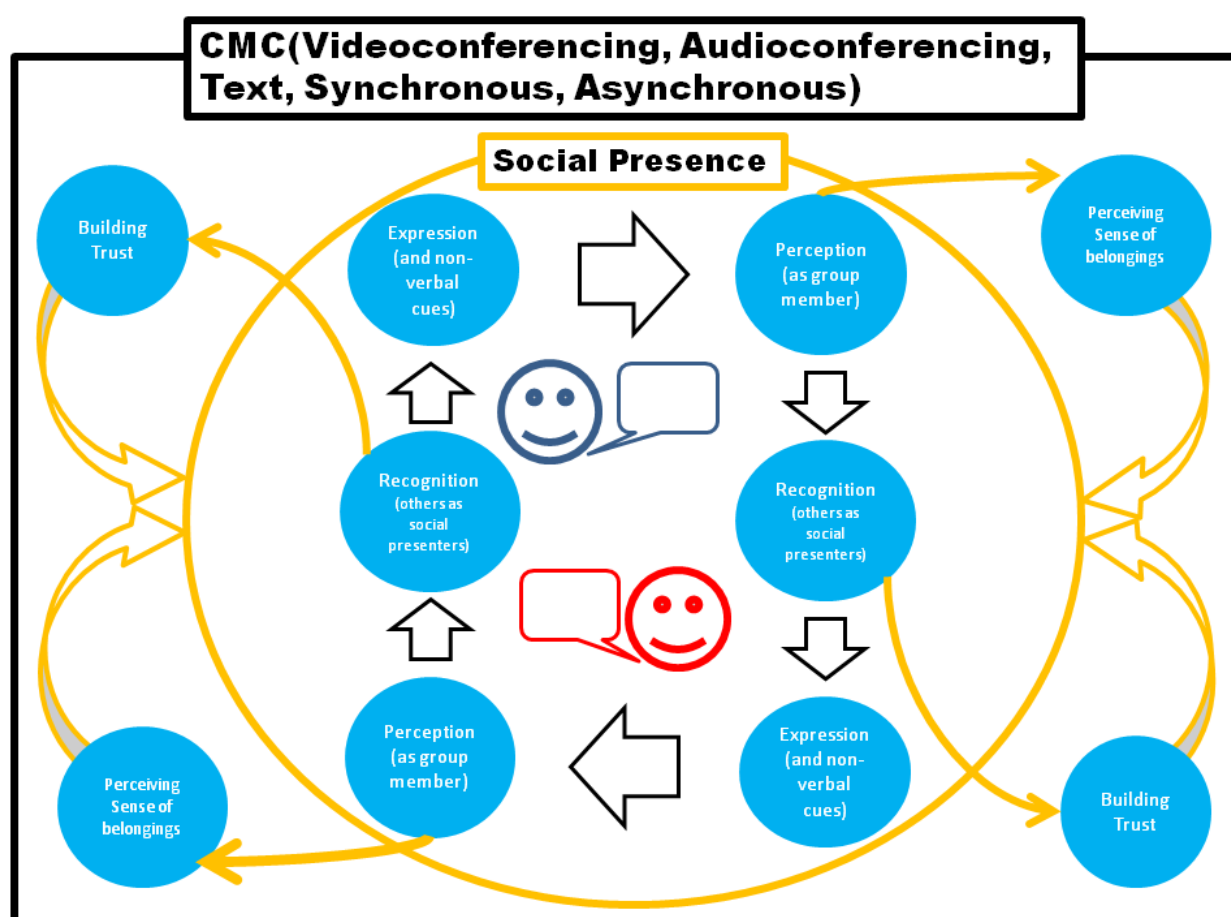 CMC(Videoconferencing, Audioconferencing,
Text, Synchronous, Asynchronous)
Social Presence
Building
Trust
Expression
(and non-
verbal
cues)
Perception
(as group
member)
Perceiving
Sense of
belongings
Recognition
(others as
social
presenters)
Recognition
(others as
social
presenters)
Perceiving
Sense of
belongings
Perception
(as group
member)
Expression
(and non-
verbal
cues)
Building
Trust